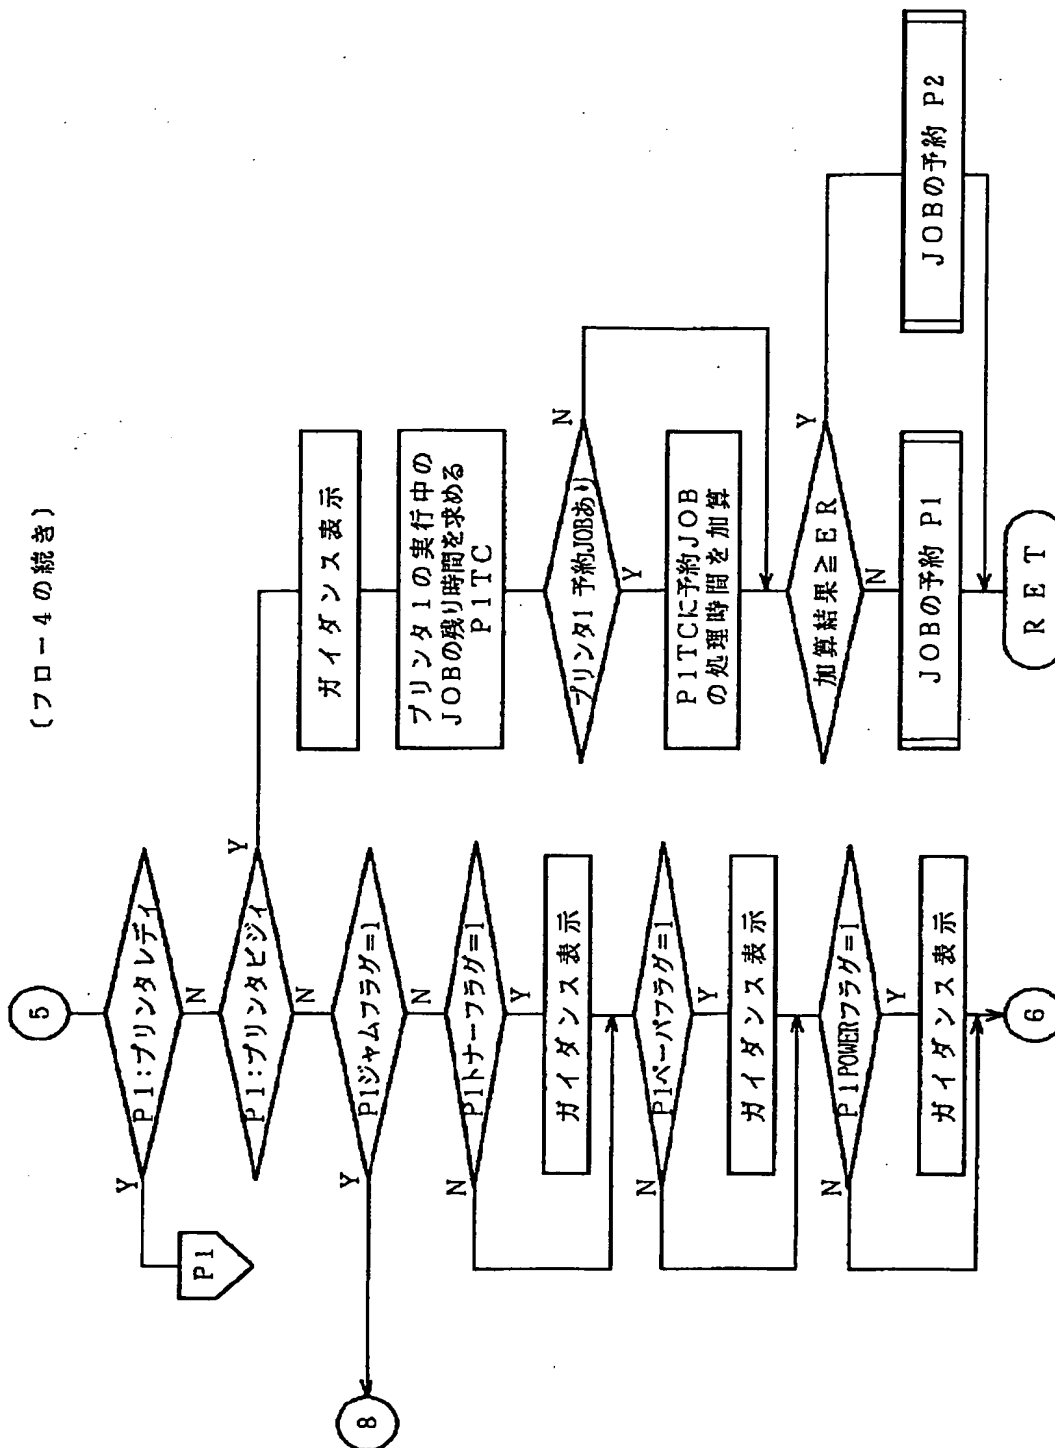 (フロー4の続き)
5
P1:プリンタレディ
Y
N
P1
P1:プリンタビジィ
Y
N
P1ジャムフラグ=1
Y
N
8
P1トナーフラグ=1
N
Y
ガイダンス表示
P1ペーパフラグ=1
N
Y
ガイダンス表示
P1POWERフラグ=1
N
Y
ガイダンス表示
6
ガイダンス表示
プリンタ1の実行中の
JOBの残り時間を求める
P1TC
プリンタ1 予約JOBあり
N
Y
P1TCに予約JOB
の処理時間を加算
加算結果≧ER
Y
N
JOBの予約 P1
JOBの予約 P2
RET